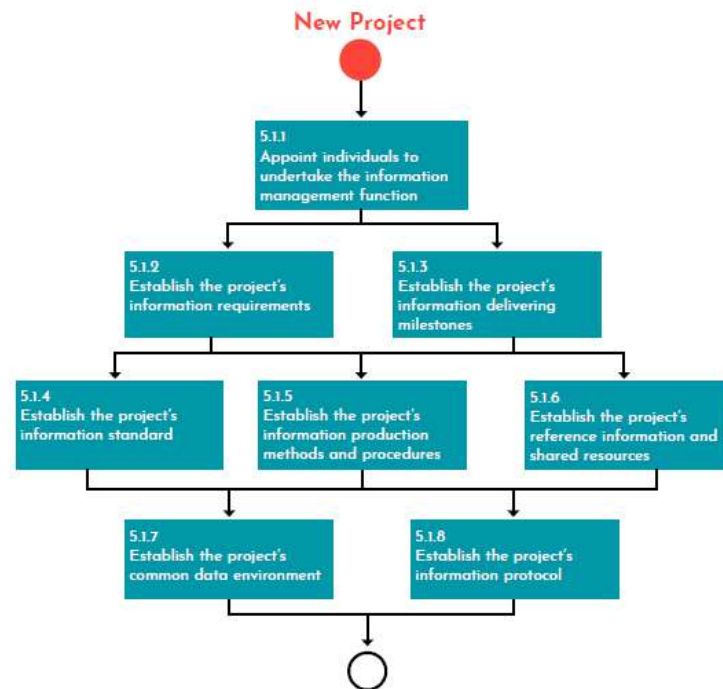 New Project
5.1.1
Appoint individuals to
undertake the information
management function
5.1.2
Establish the project's
information requirements
5.1.3
Establish the project's
information delivering
milestones
5.1.4
Establish the project's
information standard
5.1.5
Establish the project's
information production
methods and procedures
5.1.6
Establish the project's
reference information and
shared resources
5.1.7
Establish the project's
common data environment
5.1.8
Establish the project's
information protocol